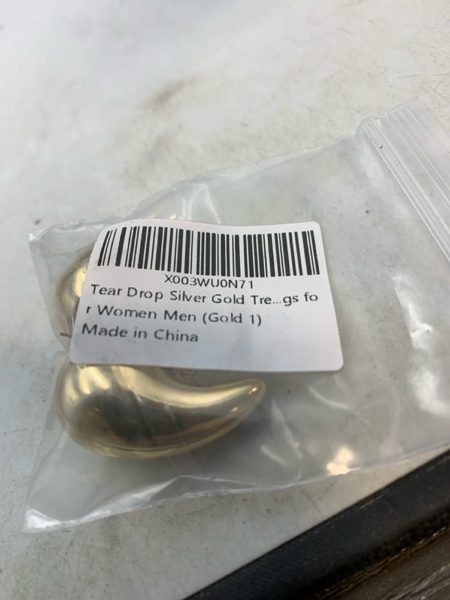 X003WU0N71
Tear Drop Silver Gold Tre...gs fo
r Women Men (Gold 1)
Made in China